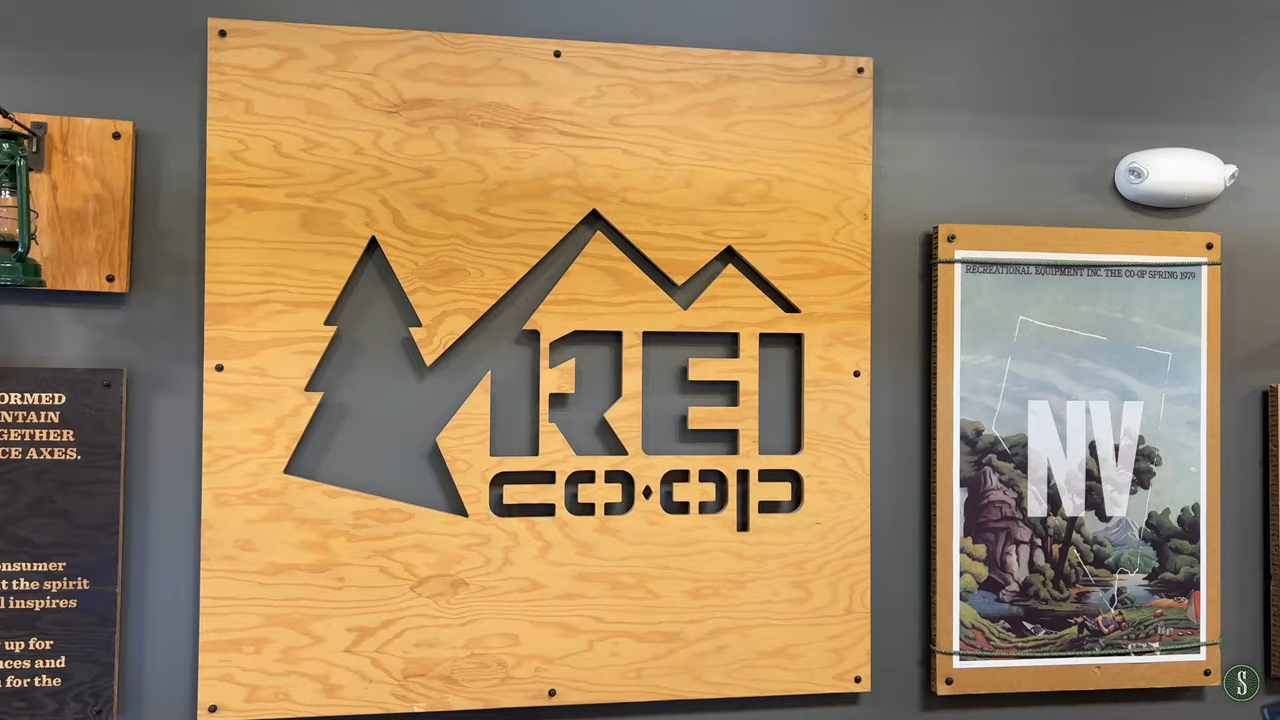 ORMED
NTAIN
GETHER
CE AXES.
onsumer
t the spirit
l inspires
up for
nces and
for the
REI
CO·OP
RECREATIONAL EQUIPMENT INC. THE CO-OP SPRING 1979
NV
S